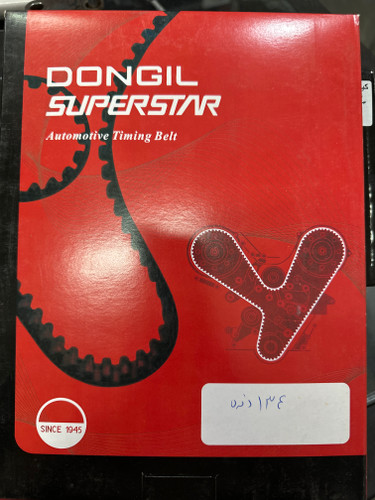 DONGIL
SUPERSTAR
Automotive Timing Belt
SINCE 1945
۱۳۴ دنده